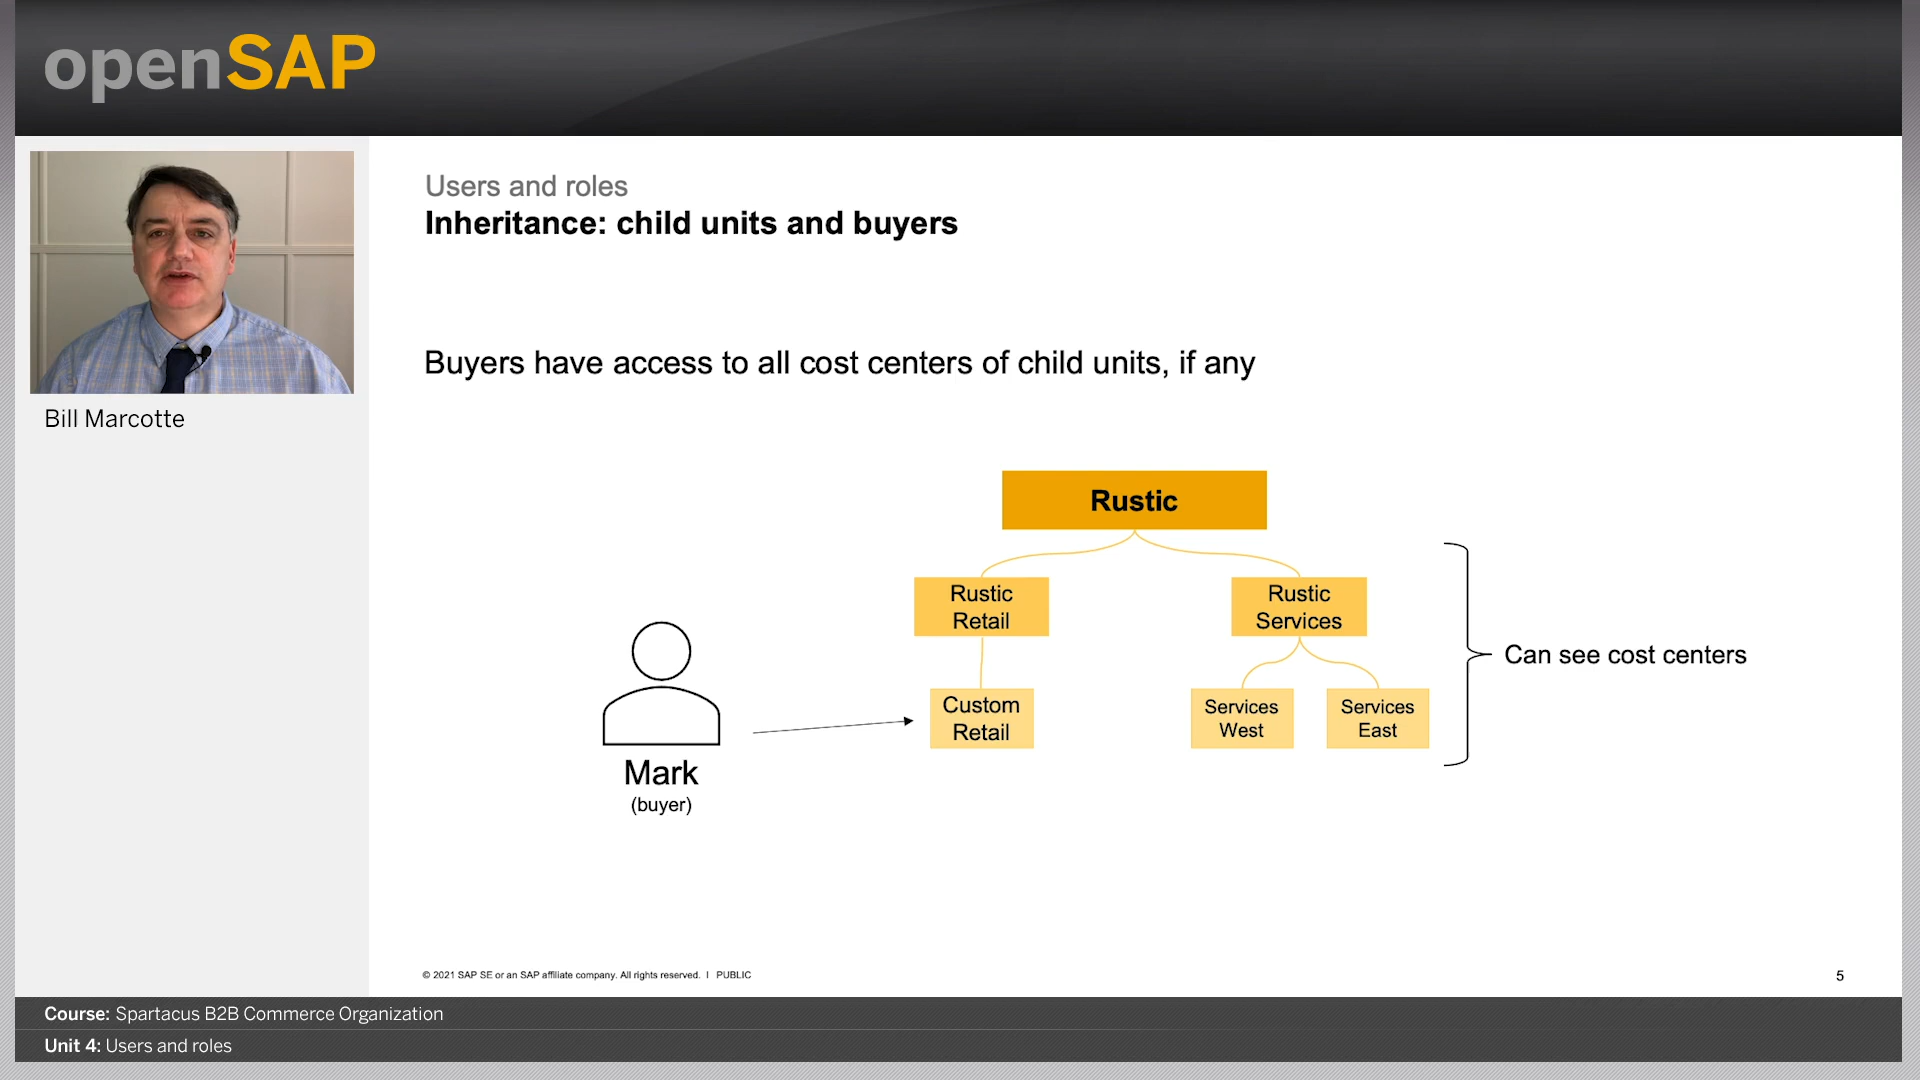 openSAP
Bill Marcotte
Users and roles
Inheritance: child units and buyers
Buyers have access to all cost centers of child units, if any
Rustic
Rustic
Retail
Rustic
Services
Custom
Retail
Services
West
Services
East
Can see cost centers
Mark
(buyer)
© 2021 SAP SE or an SAP affiliate company. All rights reserved. I PUBLIC
5
Course: Spartacus B2B Commerce Organization
Unit 4: Users and roles